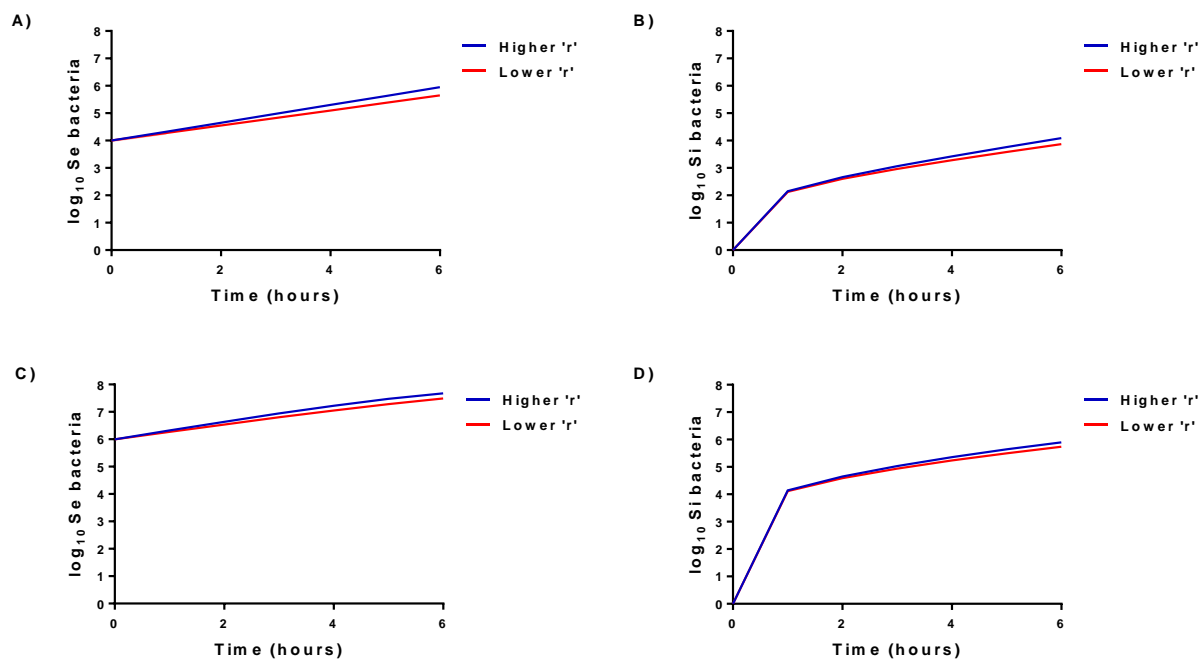 A)
log10 Se bacteria
8
7
6
5
4
3
2
1
0
0 2 4 6
Time (hours)
Higher 'r'
Lower 'r'
B)
log10 Si bacteria
8
7
6
5
4
3
2
1
0
0 2 4 6
Time (hours)
Higher 'r'
Lower 'r'
C)
log10 Se bacteria
8
7
6
5
4
3
2
1
0
0 2 4 6
Time (hours)
Higher 'r'
Lower 'r'
D)
log10 Si bacteria
8
7
6
5
4
3
2
1
0
0 2 4 6
Time (hours)
Higher 'r'
Lower 'r'